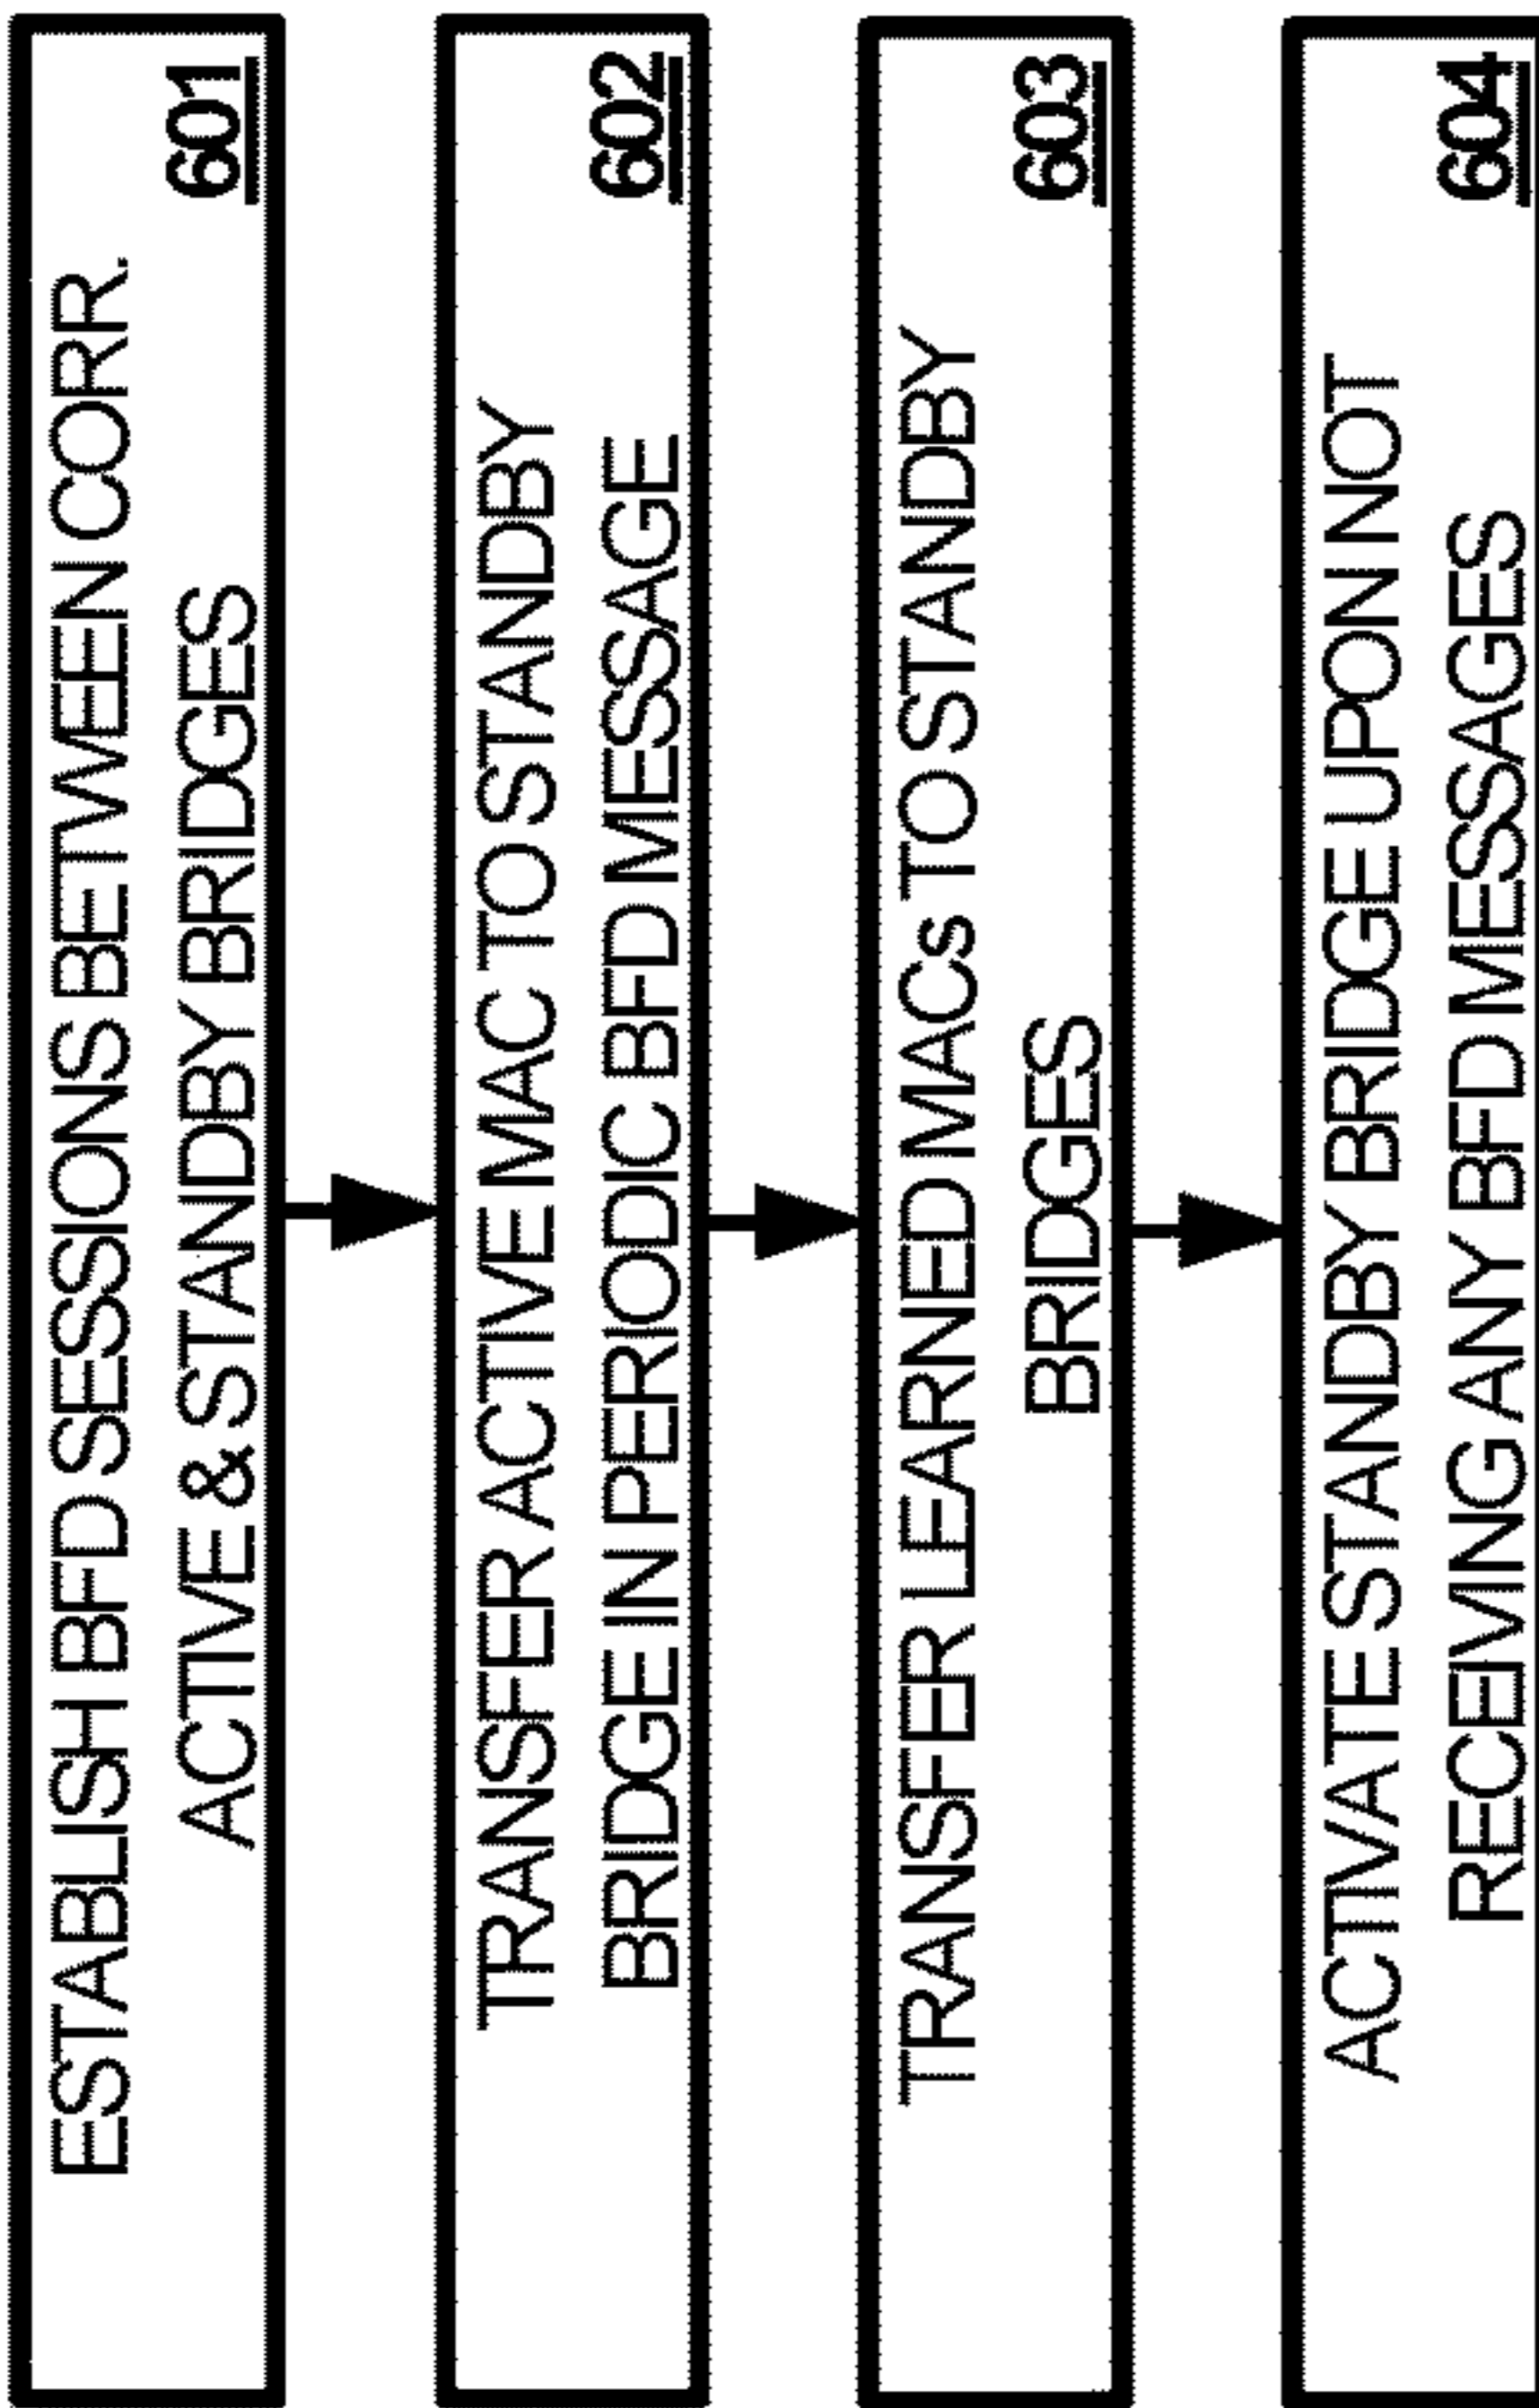 ESTABLISH BFD SESSIONS BETWEEN CORR.
ACTIVE & STANDBY BRIDGES
601
TRANSFER ACTIVE MAC TO STANDBY
BRIDGE IN PERIODIC BFD MESSAGE
602
TRANSFER LEARNED MACs TO STANDBY
BRIDGES
603
ACTIVATE STANDBY BRIDGE UPON NOT
RECEIVING ANY BFD MESSAGES
604